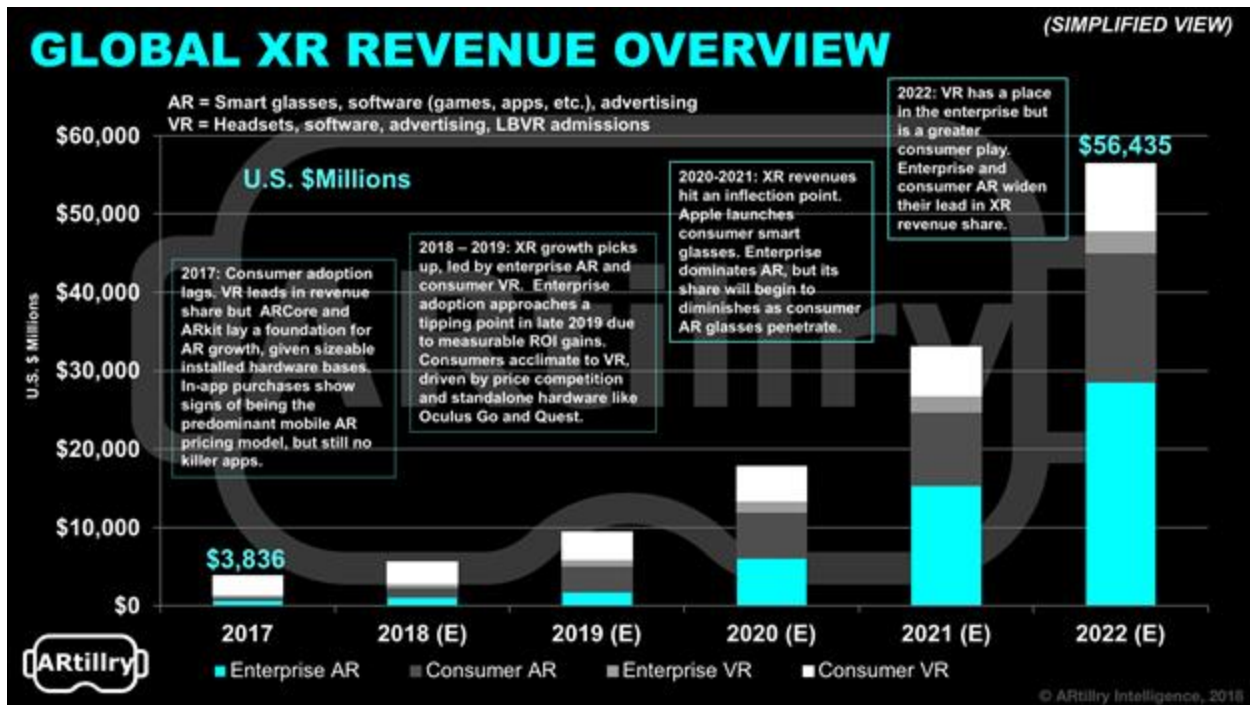 (SIMPLIFIED VIEW)
GLOBAL XR REVENUE OVERVIEW
AR = Smart glasses, software (games, apps, etc.), advertising
VR = Headsets, software, advertising, LBVR admissions
U.S. $Millions
U.S. $ Millions
$60,000
$50,000
$40,000
$30,000
$20,000
$10,000
$0
2017: Consumer adoption
lags. VR leads in revenue
share but ARCore and
ARkit lay a foundation for
AR growth, given sizeable
installed hardware bases.
In-app purchases show
signs of being the
predominant mobile AR
pricing model, but still no
killer apps.
2018 – 2019: XR growth picks
up, led by enterprise AR and
consumer VR. Enterprise
adoption approaches a
tipping point in late 2019 due
to measurable ROI gains.
Consumers acclimate to VR,
driven by price competition
and standalone hardware like
Oculus Go and Quest.
2020-2021: XR revenues
hit an inflection point.
Apple launches
consumer smart
glasses. Enterprise
dominates AR, but its
share will begin to
diminishes as consumer
AR glasses penetrate.
2022: VR has a place
in the enterprise but
is a greater
consumer play.
Enterprise and
consumer AR widen
their lead in XR
revenue share.
$3,836
$56,435
ARtillry
2017
2018 (E)
2019 (E)
2020 (E)
2021 (E)
2022 (E)
Enterprise AR
Consumer AR
Enterprise VR
Consumer VR
ARtillry
© ARtillry Intelligence, 2018